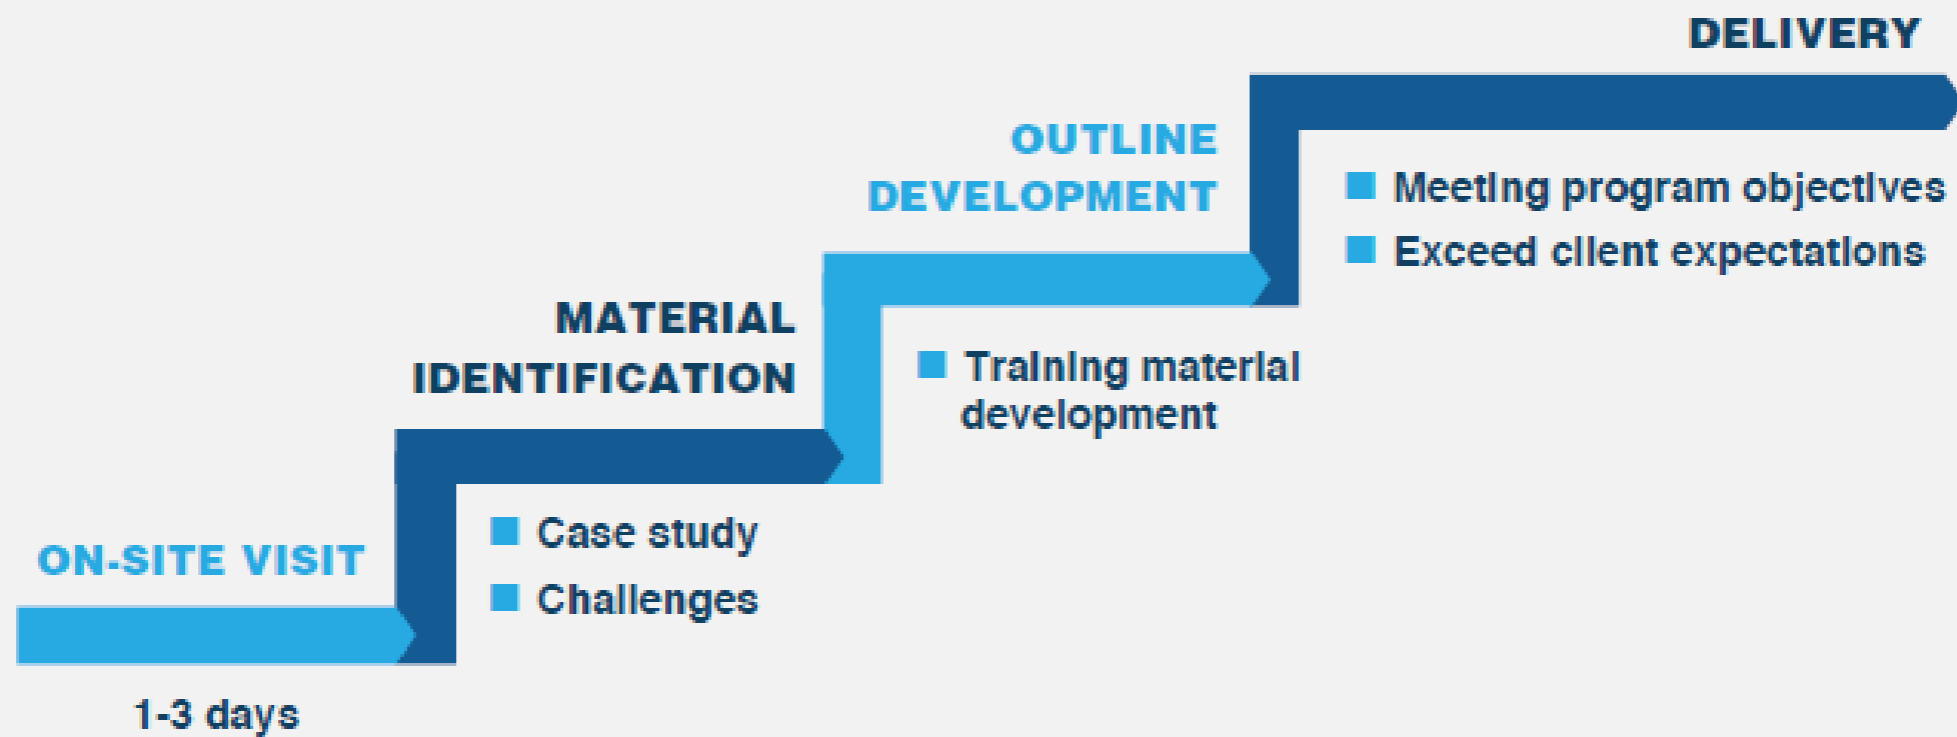 ON-SITE VISIT
1-3 days
MATERIAL
IDENTIFICATION
Case study
Challenges
OUTLINE
DEVELOPMENT
Training material
development
DELIVERY
Meeting program objectives
Exceed client expectations